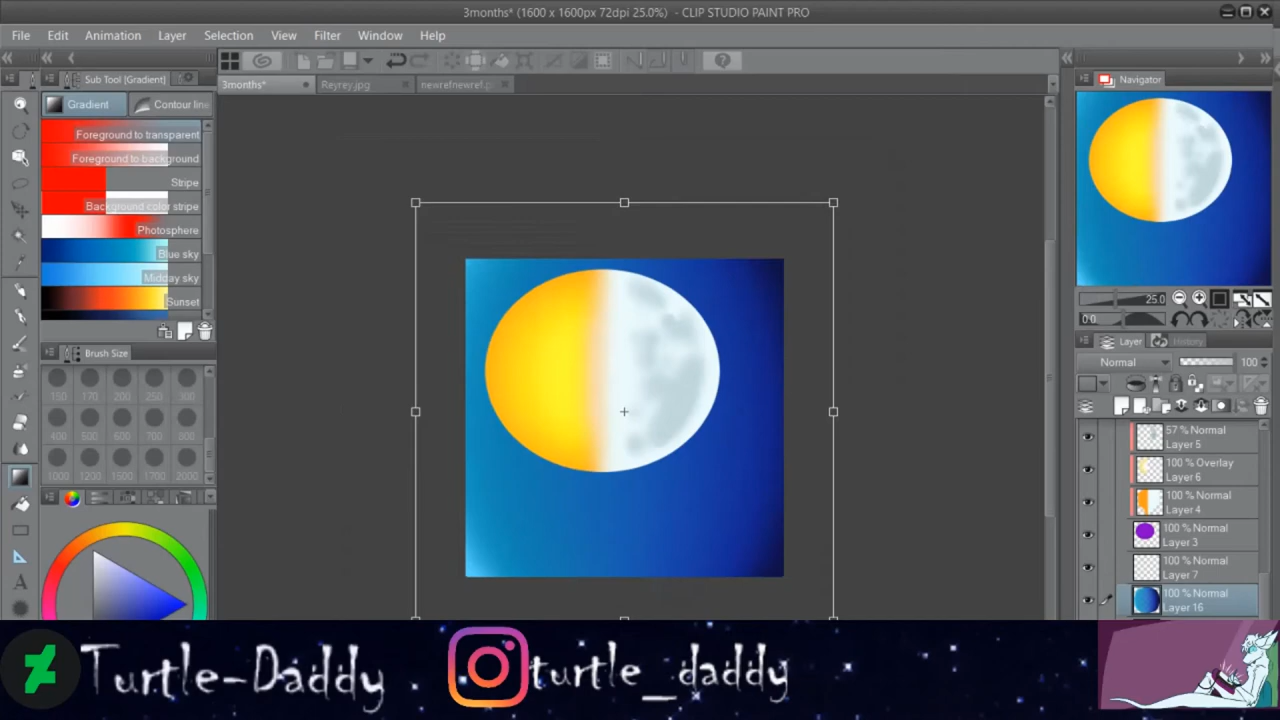 3months* (1600 x 1600px 72dpi 25.0%) - CLIP STUDIO PAINT PRO
File Edit Animation Layer Selection View Filter Window Help
Sub Tool [Gradient]
Navigator
3months* Reyrey.jpg newrefnewref.p
Gradient Contour line
Foreground to transparent
Foreground to background
Stripe
Background color stripe
Photosphere
Blue sky
Midday sky
Sunset
25.0
0.0
Layer History
Brush Size
Normal 100
150 170 200 250 300
400 500 600 700 800
1000 1200 1500 1700 2000
57 % Normal
Layer 5
100 % Overlay
Layer 6
100 % Normal
Layer 4
100 % Normal
Layer 3
100 % Normal
Layer 7
100 % Normal
Layer 16
A
Turtle-Daddy
turtle_daddy